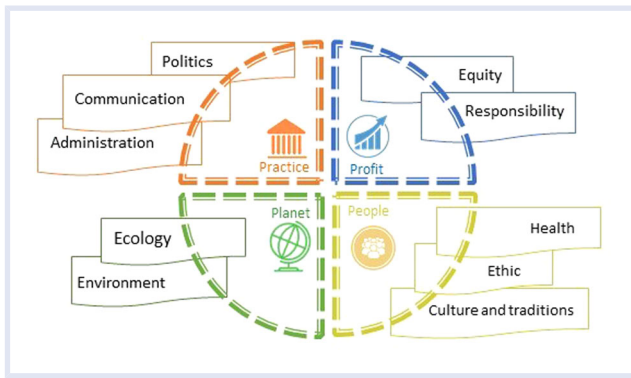 Politics
Communication
Administration
Practice
Equity
Responsibility
Profit
Planet
Ecology
Environment
People
Health
Ethic
Culture and traditions